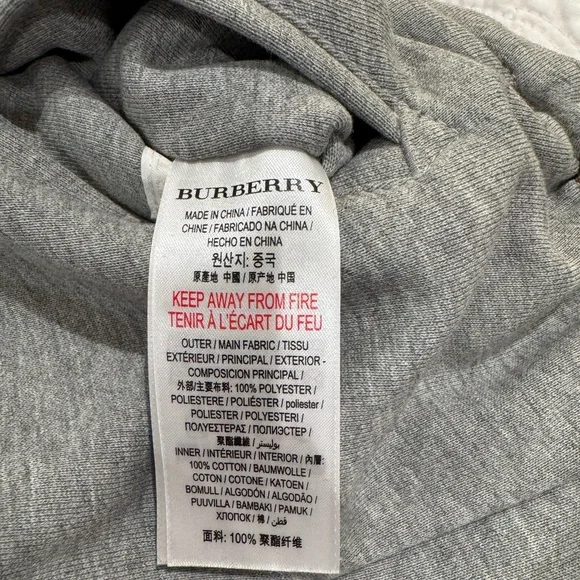 BURBERRY
MADE IN CHINA / FABRIQUÉ EN
CHINE / FABRICADO NA CHINA /
HECHO EN CHINA
원산지: 중국
原產地 中國 / 原产地 中国
KEEP AWAY FROM FIRE
TENIR À L'ÉCART DU FEU
OUTER / MAIN FABRIC / TISSU
EXTÉRIEUR / PRINCIPAL / EXTERIOR -
COMPOSICION PRINCIPAL /
外部/主要布料: 100% POLYESTER /
POLIESTERE / POLIÉSTER / poliester /
POLIESTER / POLYESTERI /
ΠΟΛΥΕΣΤΕΡΑΣ / ПОЛИЭСТЕР /
聚酯纖維 / بوليستر /
INNER / INTÉRIEUR / INTERIOR / 內層:
100% COTTON / BAUMWOLLE /
COTON / COTONE / KATOEN /
BOMULL / ALGODÓN / ALGODÃO /
PUUVILLA / BAMBAKI / PAMUK /
ХЛОПОК / 棉 / قطن /
面料: 100% 聚酯纤维